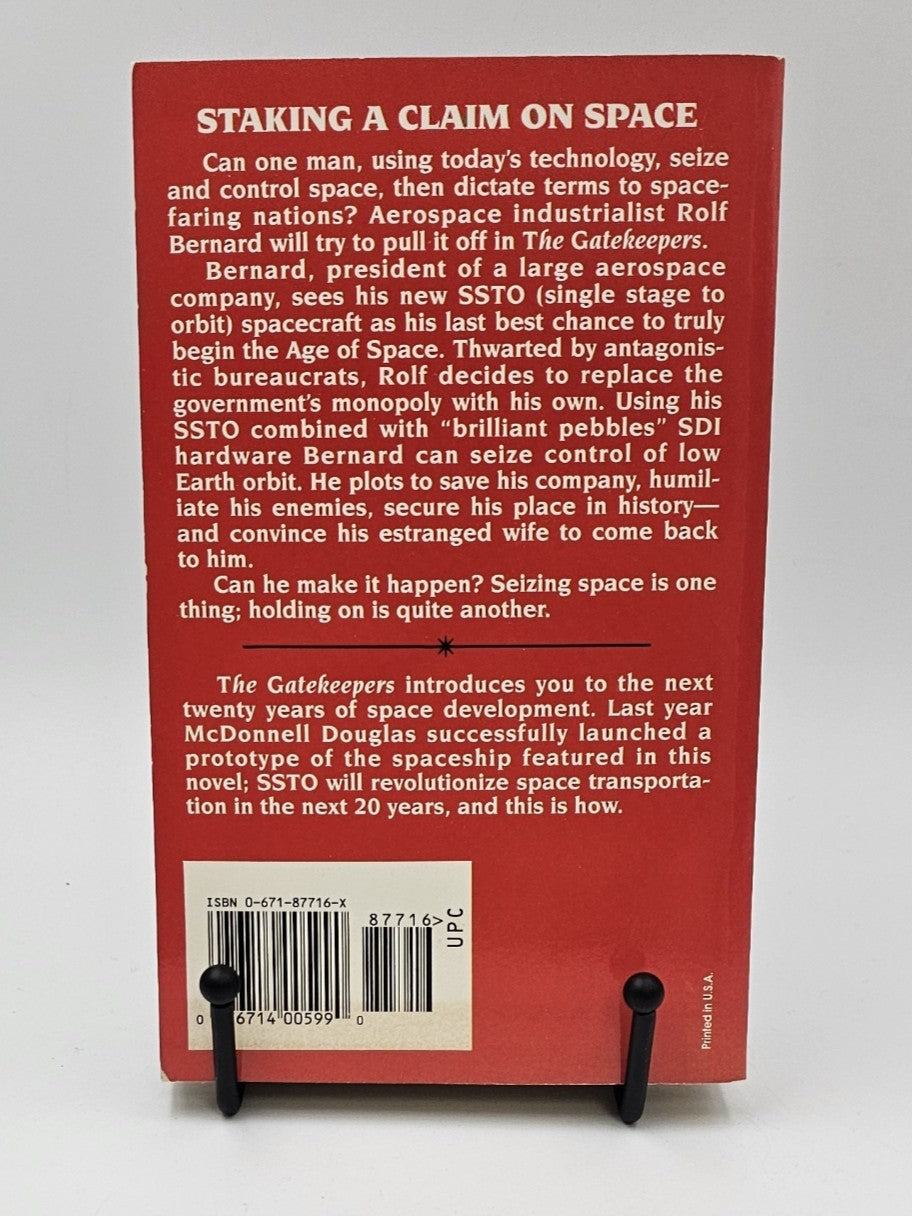 STAKING A CLAIM ON SPACE
Can one man, using today's technology, seize
and control space, then dictate terms to space-
faring nations? Aerospace industrialist Rolf
Bernard will try to pull it off in The Gatekeepers.
Bernard, president of a large aerospace
company, sees his new SSTO (single stage to
orbit) spacecraft as his last best chance to truly
begin the Age of Space. Thwarted by antagonis-
tic bureaucrats, Rolf decides to replace the
government's monopoly with his own. Using his
SSTO combined with “brilliant pebbles” SDI
hardware Bernard can seize control of low
Earth orbit. He plots to save his company, humil-
iate his enemies, secure his place in history—
and convince his estranged wife to come back
to him.
Can he make it happen? Seizing space is one
thing; holding on is quite another.
The Gatekeepers introduces you to the next
twenty years of space development. Last year
McDonnell Douglas successfully launched a
prototype of the spaceship featured in this
novel; SSTO will revolutionize space transporta-
tion in the next 20 years, and this is how.
ISBN 0-671-87716-X
87716>
UPC
0 6714 00599 0
Printed in U.S.A.